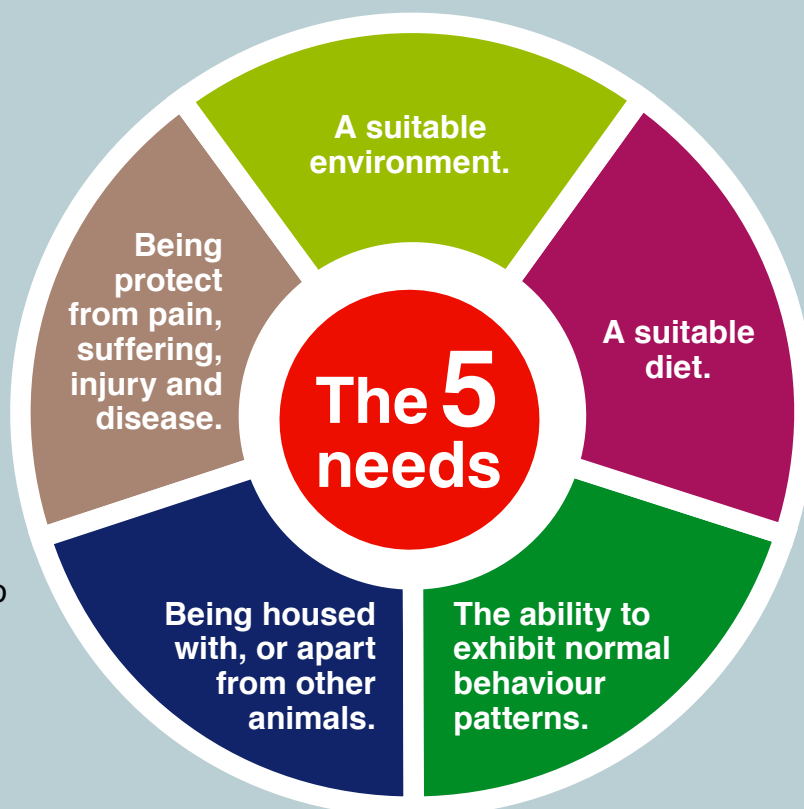 A suitable
environment.
A suitable
diet.
The ability to
exhibit normal
behaviour
patterns.
Being housed
with, or apart
from other
animals.
Being
protect
from pain,
suffering,
injury and
disease.
The 5
needs